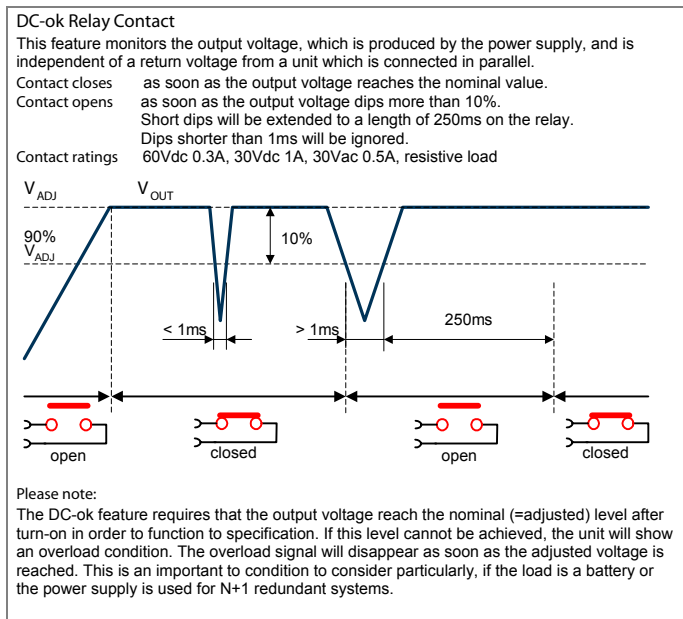 DC-ok Relay Contact
This feature monitors the output voltage, which is produced by the power supply, and is
independent of a return voltage from a unit which is connected in parallel.
Contact closes as soon as the output voltage reaches the nominal value.
Contact opens as soon as the output voltage dips more than 10%.
Short dips will be extended to a length of 250ms on the relay.
Dips shorter than 1ms will be ignored.
Contact ratings 60Vdc 0.3A, 30Vdc 1A, 30Vac 0.5A, resistive load
VADJ VOUT
90%
VADJ
10%
< 1ms > 1ms 250ms
open closed open closed
Please note:
The DC-ok feature requires that the output voltage reach the nominal (=adjusted) level after
turn-on in order to function to specification. If this level cannot be achieved, the unit will show
an overload condition. The overload signal will disappear as soon as the adjusted voltage is
reached. This is an important to condition to consider particularly, if the load is a battery or
the power supply is used for N+1 redundant systems.